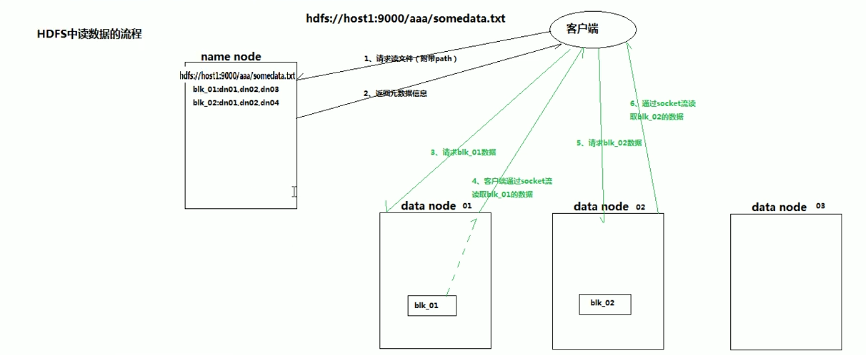 hdfs://host1:9000/aaa/somedata.txt
客户端
HDFS中读数据的流程
name node
hdfs://host1:9000/aaa/somedata.txt
blk_01:dn01,dn02,dn03
blk_02:dn01,dn02,dn04
1、请求读文件（附带path）
2、返回元数据信息
3、请求blk_01数据
4、客户端通过socket流
读取blk_01的数据
5、请求blk_02数据
6、通过socket流读
取blk_02的数据
data node 01
blk_01
data node 02
blk_02
data node 03